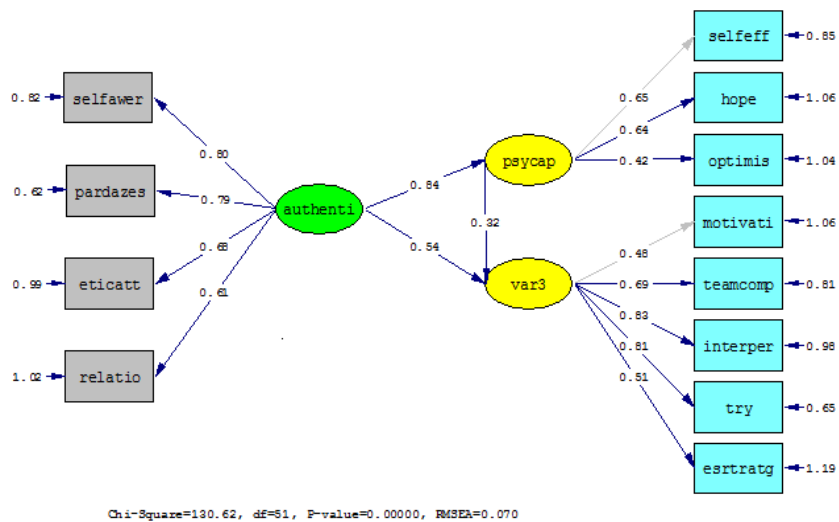 selfeff
0.85
hope
1.06
0.82
selfawer
0.65
0.64
0.80
psycap
optimis
1.04
0.42
0.62
pardazes
0.79
0.84
authenti
motivati
1.06
0.32
0.68
0.54
0.48
0.99
eticatt
var3
0.69
teamcomp
0.81
0.61
0.83
interper
0.98
0.81
1.02
relatio
0.51
try
0.65
esrtratg
1.19
Chi-Square=130.62, df=51, P-value=0.00000, RMSEA=0.070